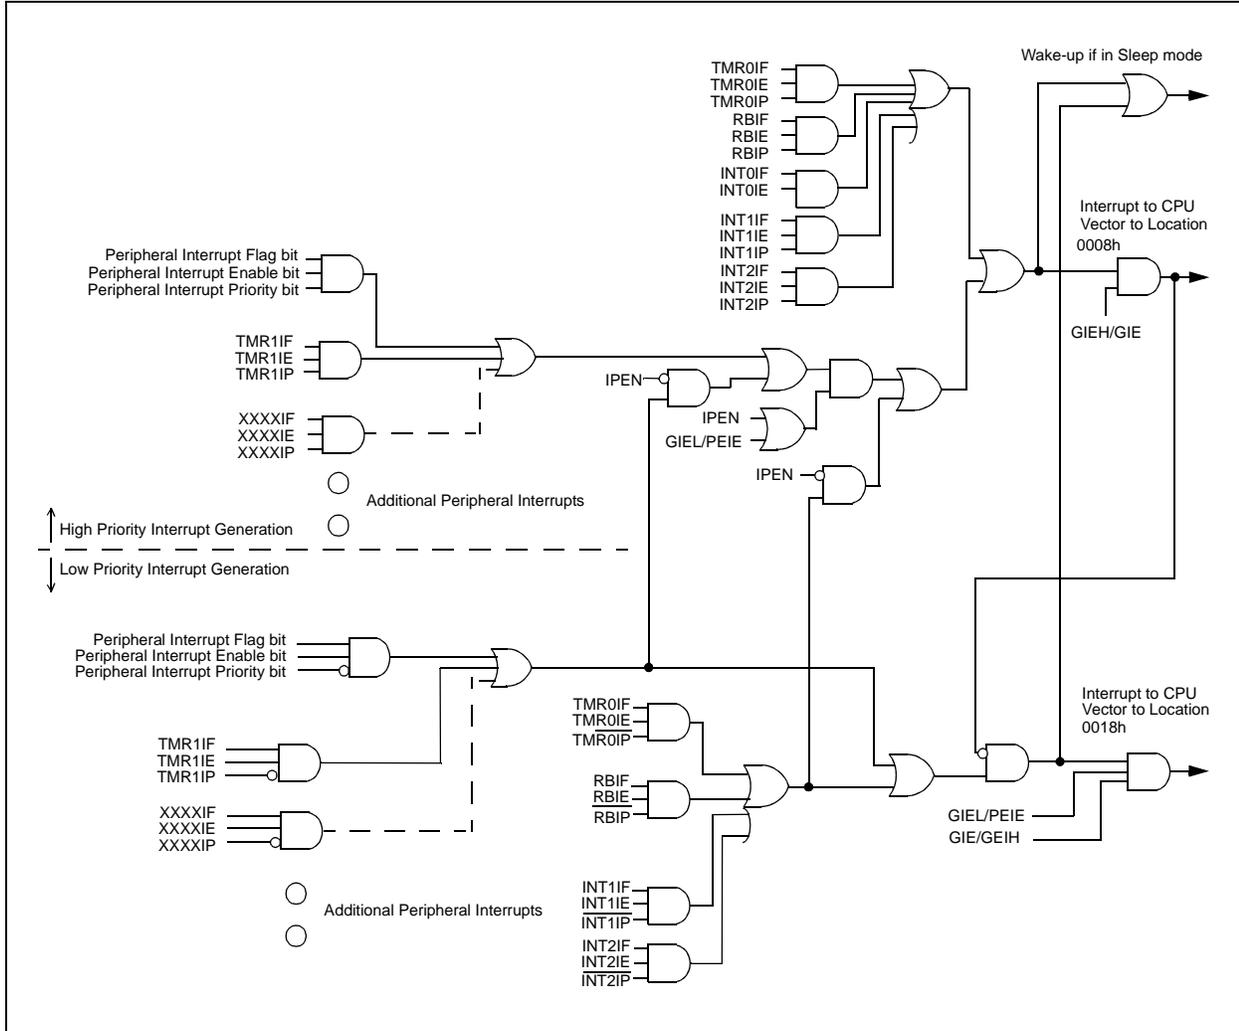 Wake-up if in Sleep mode
TMR0IF
TMR0IE
TMR0IP
RBIF
RBIE
RBIP
INT0IF
INT0IE
INT1IF
INT1IE
INT1IP
INT2IF
INT2IE
INT2IP
Interrupt to CPU
Vector to Location
0008h
GIEH/GIE
Peripheral Interrupt Flag bit
Peripheral Interrupt Enable bit
Peripheral Interrupt Priority bit
TMR1IF
TMR1IE
TMR1IP
XXXXIF
XXXXIE
XXXXIP
IPEN
IPEN
GIEL/PEIE
IPEN
Additional Peripheral Interrupts
High Priority Interrupt Generation
Low Priority Interrupt Generation
Peripheral Interrupt Flag bit
Peripheral Interrupt Enable bit
Peripheral Interrupt Priority bit
TMR1IF
TMR1IE
TMR1IP
XXXXIF
XXXXIE
XXXXIP
Additional Peripheral Interrupts
TMR0IF
TMR0IE
TMR0IP
RBIF
RBIE
RBIP
INT1IF
INT1IE
INT1IP
INT2IF
INT2IE
INT2IP
Interrupt to CPU
Vector to Location
0018h
GIEL/PEIE
GIE/GEIH